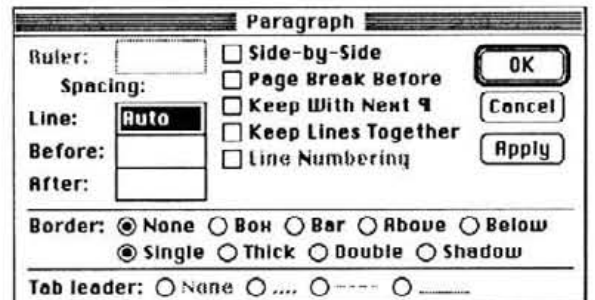 Paragraph
Ruler:
Side-by-Side
OK
Spacing:
Page Break Before
Line: Auto
Keep With Next ¶
Cancel
Before:
Keep Lines Together
Apply
After:
Line Numbering
Border: None Box Bar Above Below
Single Thick Double Shadow
Tab leader: None .... ---- ____